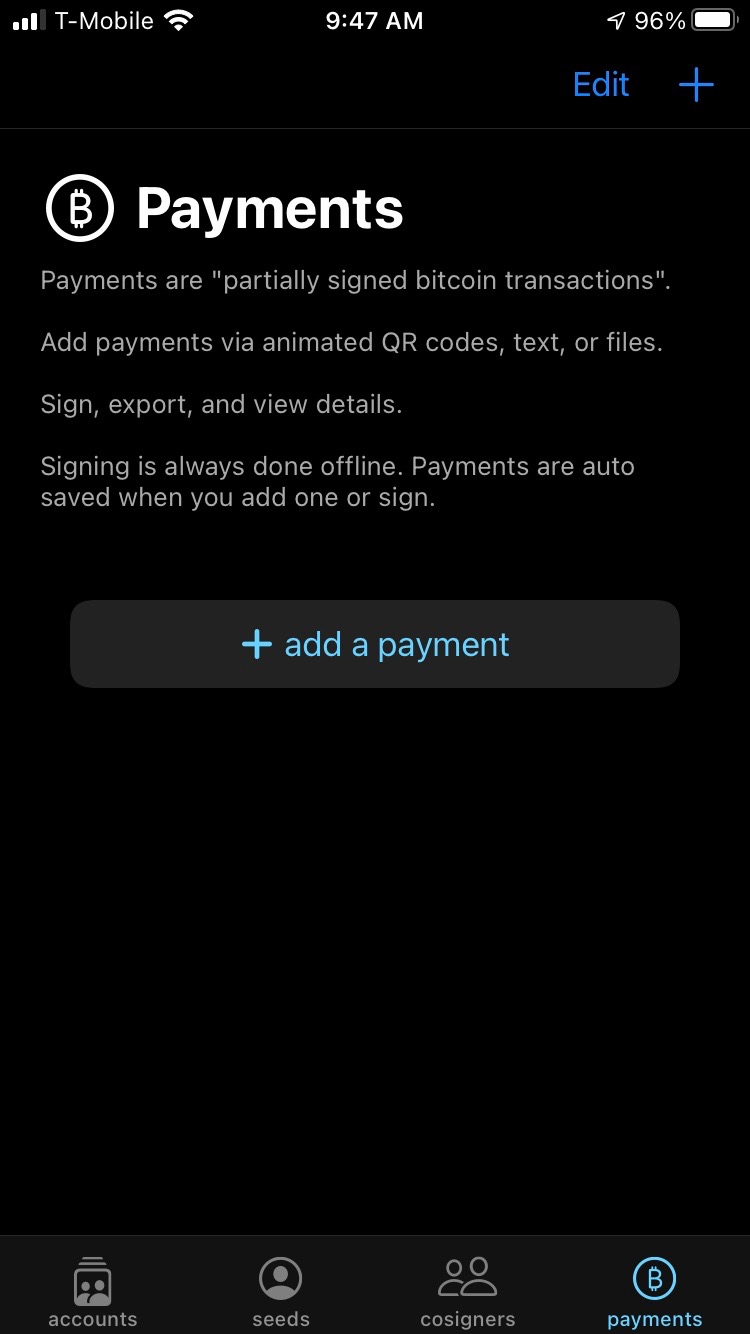 T-Mobile 9:47 AM 96%
Edit +
Payments
Payments are "partially signed bitcoin transactions".
Add payments via animated QR codes, text, or files.
Sign, export, and view details.
Signing is always done offline. Payments are auto
saved when you add one or sign.
+ add a payment
accounts seeds cosigners payments